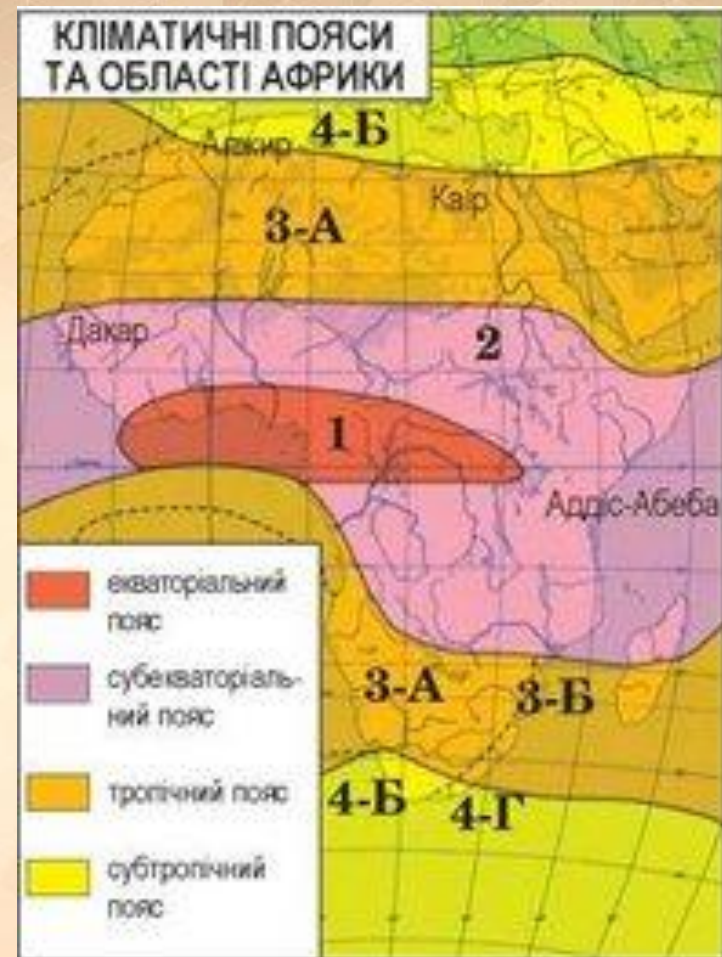 КЛІМАТИЧНІ ПОЯСИ
ТА ОБЛАСТІ АФРИКИ
4-Б
Алжир
Каїр
3-А
Дакар
2
1
Аддіс-Абеба
екваторіальний
пояс
субекваторіаль-
ний пояс
тропічний пояс
субтропічний
пояс
3-А
3-Б
4-Б
4-Г